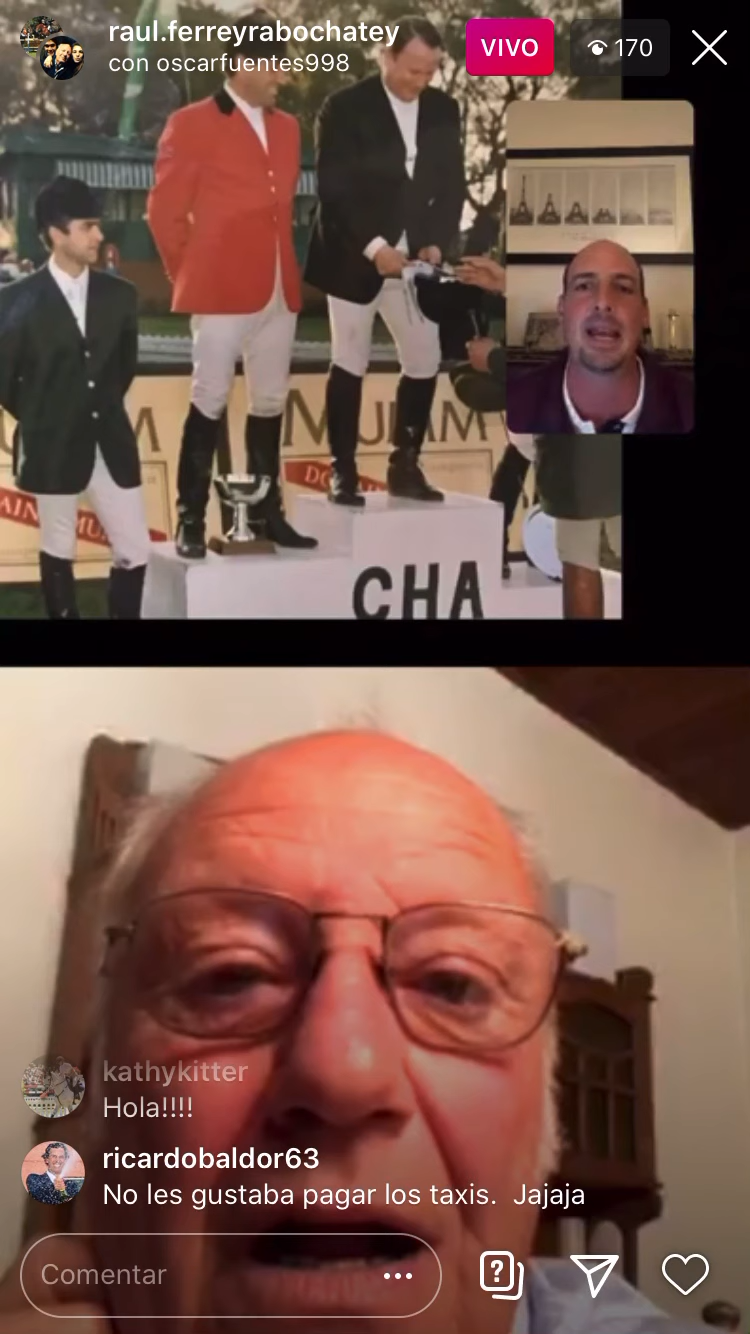 raul.ferreyrabochatey
con oscarfuentes998
VIVO
170
MUMM
CHA
kathykitter
Hola!!!!
ricardobaldor63
No les gustaba pagar los taxis. Jajaja
Comentar